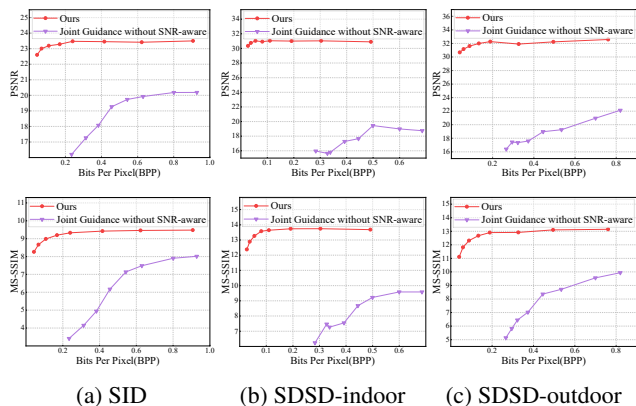 Ours
Joint Guidance without SNR-aware
PSNR
25
24
23
22
21
20
19
18
17
0.2 0.4 0.6 0.8 1.0
Bits Per Pixel(BPP)
Ours
Joint Guidance without SNR-aware
PSNR
34
32
30
28
26
24
22
20
18
16
0.0 0.1 0.2 0.3 0.4 0.5 0.6
Bits Per Pixel(BPP)
Ours
Joint Guidance without SNR-aware
PSNR
36
34
32
30
28
26
24
22
20
18
16
0.2 0.4 0.6 0.8
Bits Per Pixel(BPP)
Ours
Joint Guidance without SNR-aware
MS-SSIM
11
10
9
8
7
6
5
4
0.2 0.4 0.6 0.8 1.0
Bits Per Pixel(BPP)
Ours
Joint Guidance without SNR-aware
MS-SSIM
15
14
13
12
11
10
9
8
7
0.0 0.1 0.2 0.3 0.4 0.5 0.6
Bits Per Pixel(BPP)
Ours
Joint Guidance without SNR-aware
MS-SSIM
15
14
13
12
11
10
9
8
7
6
5
0.2 0.4 0.6 0.8
Bits Per Pixel(BPP)
(a) SID
(b) SDSD-indoor
(c) SDSD-outdoor